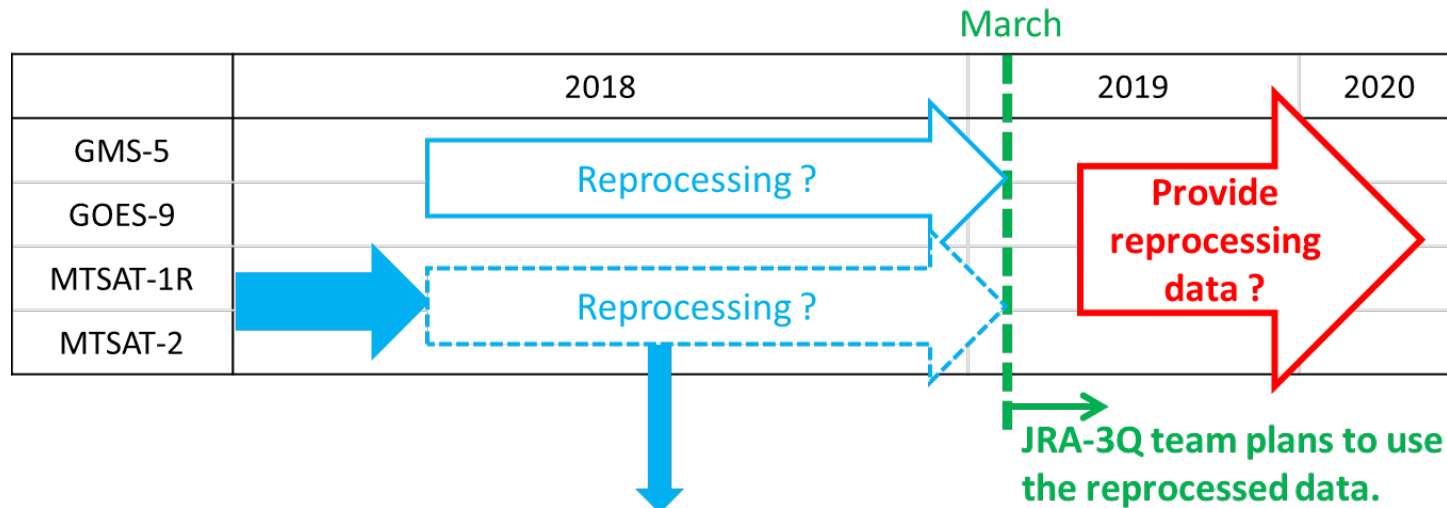 March
2018
2019
2020
GMS-5
GOES-9
MTSAT-1R
MTSAT-2
Reprocessing ?
Reprocessing ?
Provide
reprocessing
data ?
JRA-3Q team plans to use
the reprocessed data.